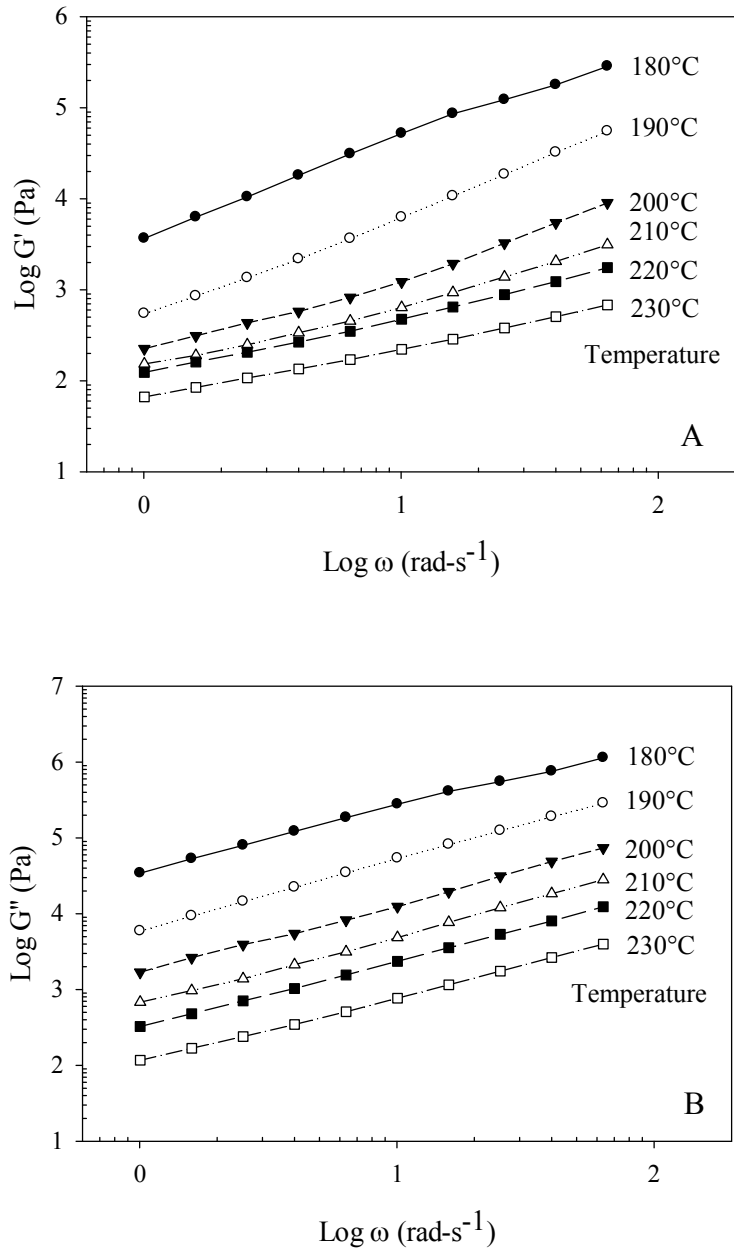 6
180°C
5
190°C
4
200°C
210°C
3
220°C
230°C
2
Temperature
A
1
0
1
2
Log G' (Pa)
Log ω (rad-s-1)
7
6
180°C
190°C
5
200°C
210°C
4
220°C
230°C
3
Temperature
2
B
1
0
1
2
Log G'' (Pa)
Log ω (rad-s-1)